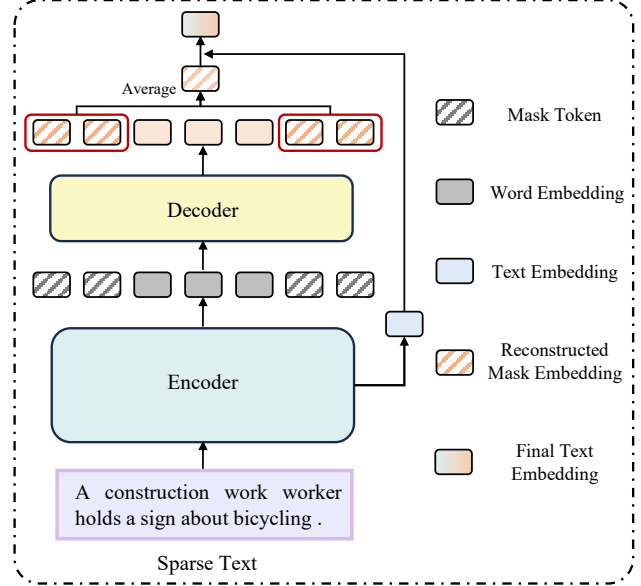 Average
Mask Token
Decoder
Word Embedding
Text Embedding
Encoder
Reconstructed
Mask Embedding
Final Text
Embedding
A construction work worker
holds a sign about bicycling .
Sparse Text